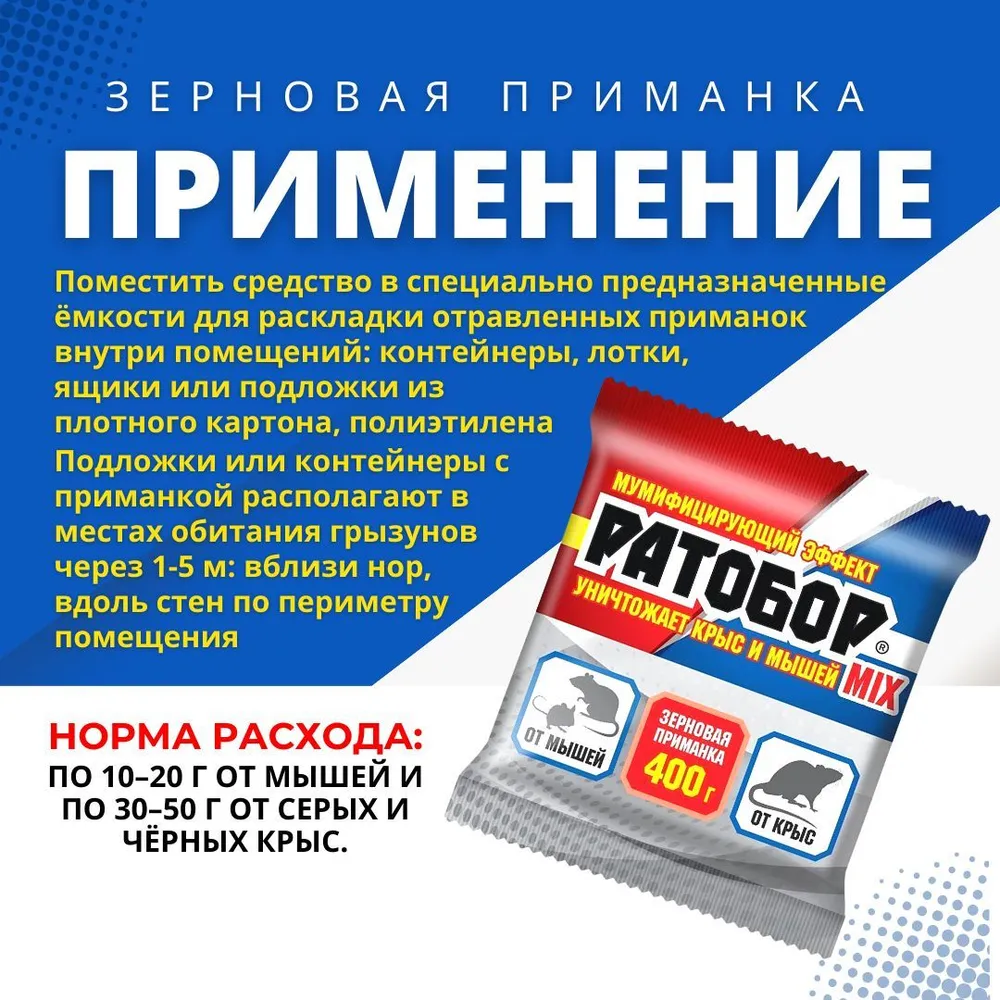 ЗЕРНОВАЯ ПРИМАНКА
ПРИМЕНЕНИЕ
Поместить средство в специально предназначенные
ёмкости для раскладки отравленных приманок
внутри помещений: контейнеры, лотки,
ящики или подложки из
плотного картона, полиэтилена
Подложки или контейнеры с
приманкой располагают в
местах обитания грызунов
через 1-5 м: вблизи нор,
вдоль стен по периметру
помещения
НОРМА РАСХОДА:
ПО 10–20 Г ОТ МЫШЕЙ И
ПО 30–50 Г ОТ СЕРЫХ И
ЧЁРНЫХ КРЫС.
МУМИФИЦИРУЮЩИЙ ЭФФЕКТ
РАТОБОР®
УНИЧТОЖАЕТ КРЫС И МЫШЕЙ
MIX
ОТ МЫШЕЙ
ЗЕРНОВАЯ
ПРИМАНКА
400 г
ОТ КРЫС